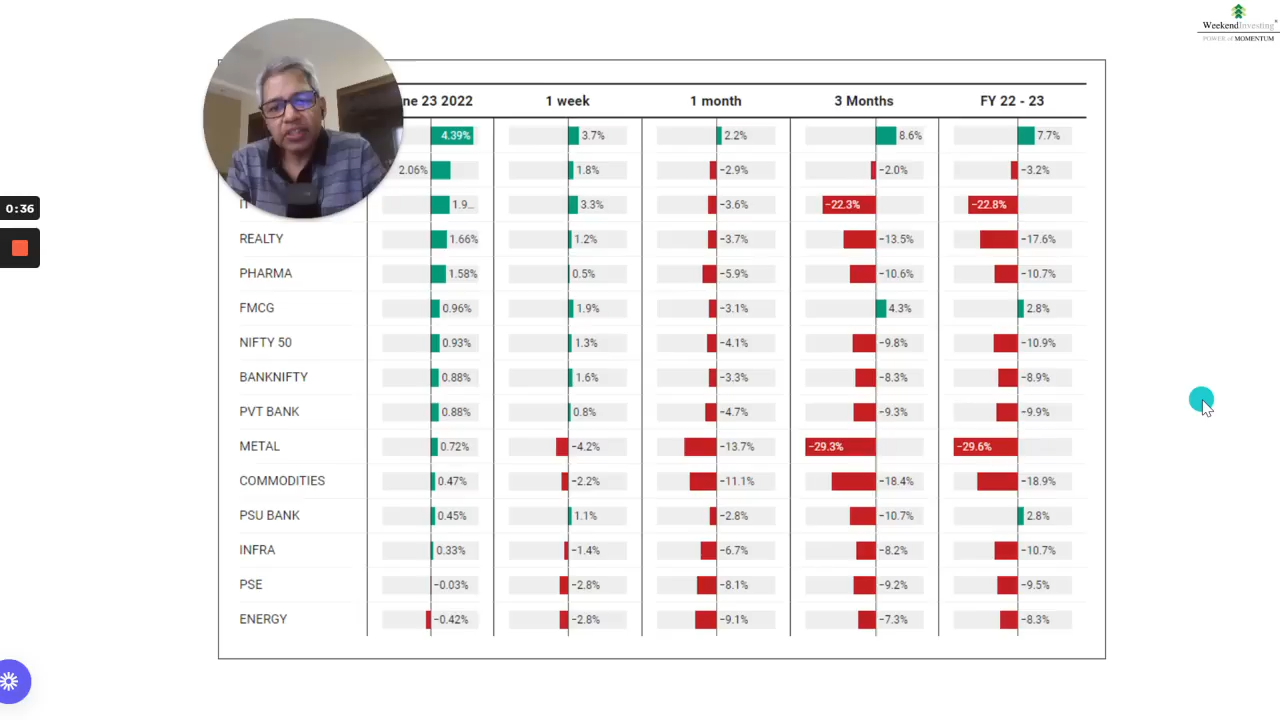 WeekendInvesting
POWER of MOMENTUM
ne 23 2022 1 week 1 month 3 Months FY 22 - 23
4.39% 3.7% 2.2% 8.6% 7.7%
2.06% 1.8% −2.9% −2.0% −3.2%
IT 1.9... 3.3% −3.6% −22.3% −22.8%
0:36
REALTY 1.66% 1.2% −3.7% −13.5% −17.6%
PHARMA 1.58% 0.5% −5.9% −10.6% −10.7%
FMCG 0.96% 1.9% −3.1% 4.3% 2.8%
NIFTY 50 0.93% 1.3% −4.1% −9.8% −10.9%
BANKNIFTY 0.88% 1.6% −3.3% −8.3% −8.9%
PVT BANK 0.88% 0.8% −4.7% −9.3% −9.9%
METAL 0.72% −4.2% −13.7% −29.3% −29.6%
COMMODITIES 0.47% −2.2% −11.1% −18.4% −18.9%
PSU BANK 0.45% 1.1% −2.8% −10.7% 2.8%
INFRA 0.33% −1.4% −6.7% −8.2% −10.7%
PSE −0.03% −2.8% −8.1% −9.2% −9.5%
ENERGY −0.42% −2.8% −9.1% −7.3% −8.3%